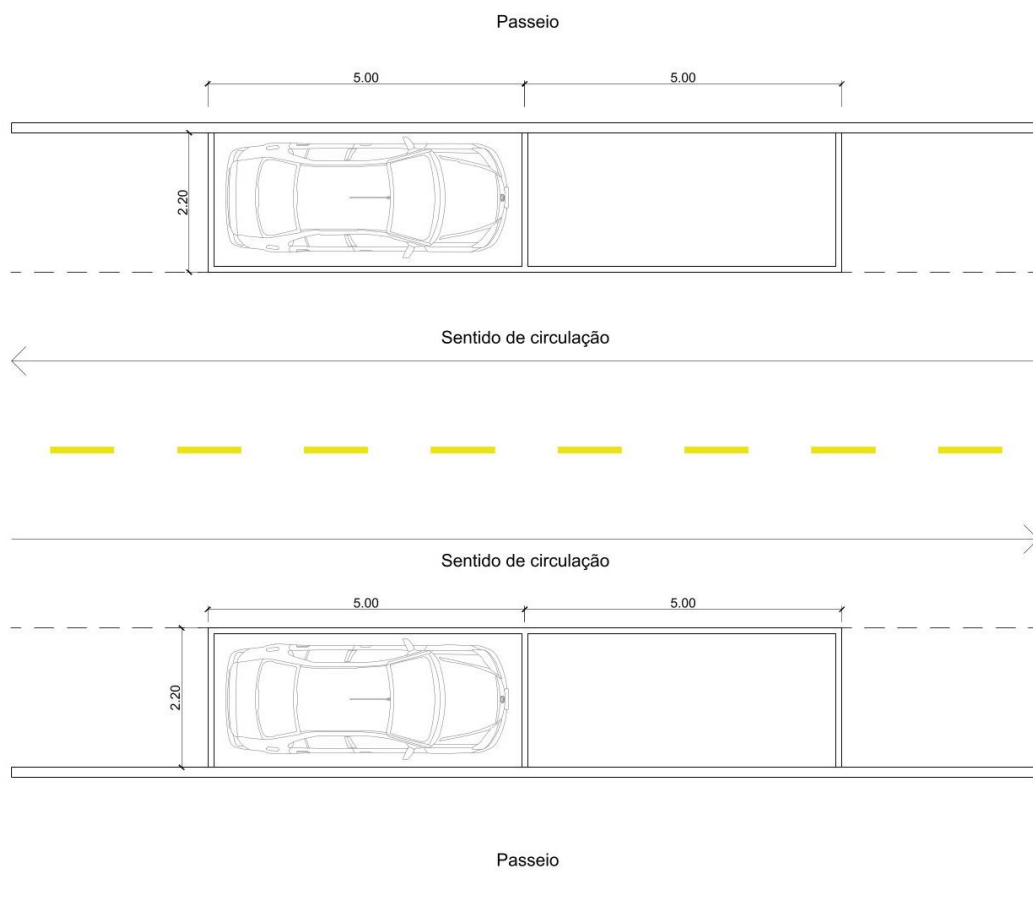 Passeio
5.00
5.00
2.20
Sentido de circulação
Sentido de circulação
5.00
5.00
2.20
Passeio